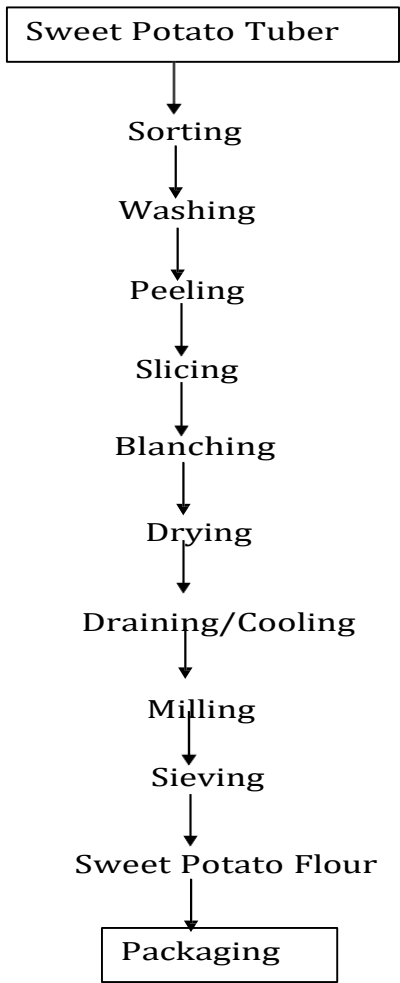 Sweet Potato Tuber
Sorting
Washing
Peeling
Slicing
Blanching
Drying
Draining/Cooling
Milling
Sieving
Sweet Potato Flour
Packaging